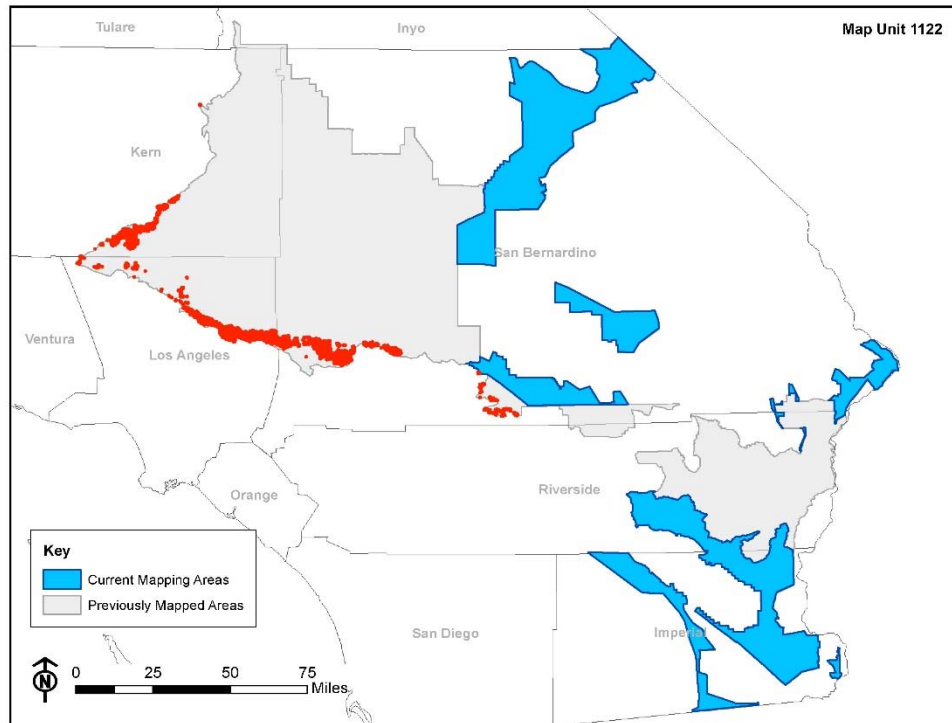 Tulare
Inyo
Map Unit 1122
Kern
San Bernardino
Ventura
Los Angeles
Orange
Riverside
Key
Current Mapping Areas
Previously Mapped Areas
San Diego
Imperial
N
0 25 50 75
Miles